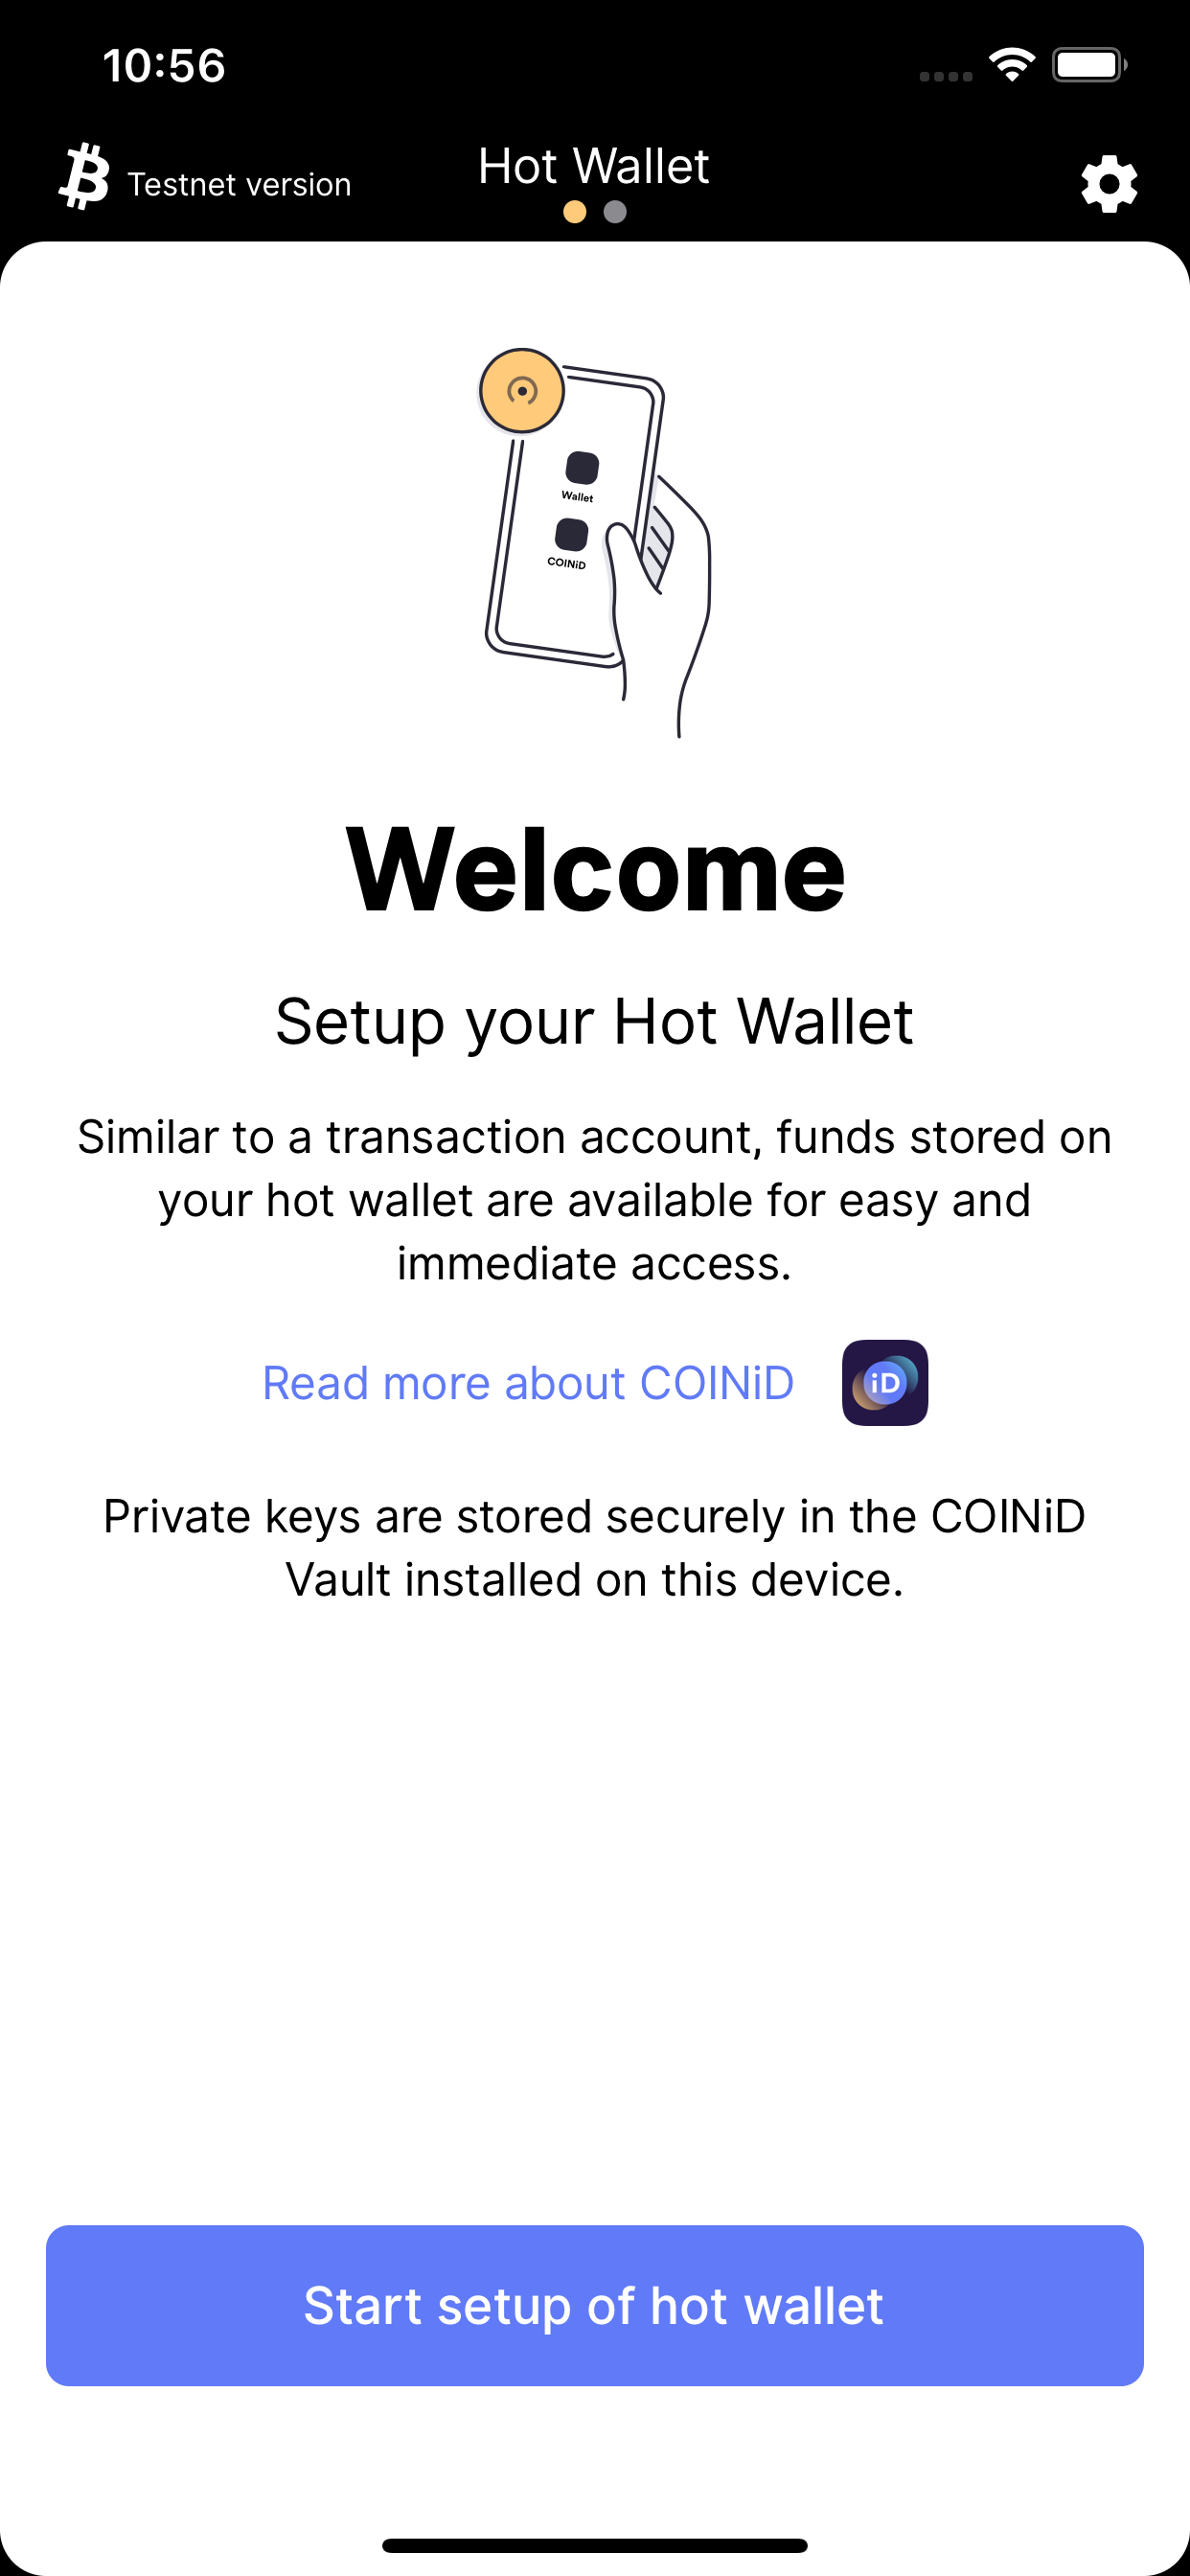 10:56
Testnet version
Hot Wallet
Wallet
COINiD
Welcome
Setup your Hot Wallet
Similar to a transaction account, funds stored on
your hot wallet are available for easy and
immediate access.
Read more about COINiD
iD
Private keys are stored securely in the COINiD
Vault installed on this device.
Start setup of hot wallet